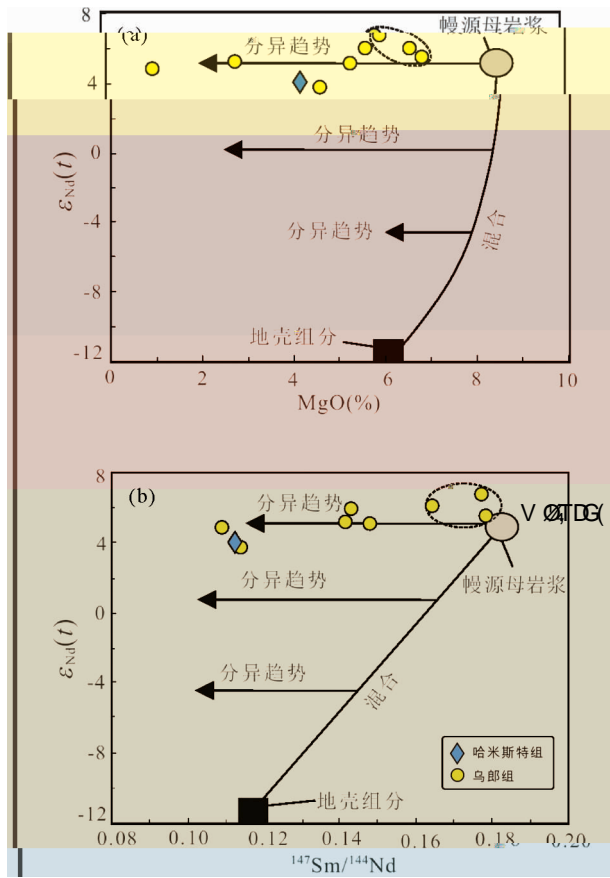 8
(a)
分异趋势
幔源母岩浆
4
0
分异趋势
-4
分异趋势
混合
-8
地壳组分
-12
εNd(t)
0 2 4 6 8 10
MgO(%)
8
(b)
分异趋势
4
幔源母岩浆
分异趋势
0
分异趋势
-4
混合
-8
哈米斯特组
乌郎组
地壳组分
-12
εNd(t)
0.08 0.10 0.12 0.14 0.16 0.18 0.20
147Sm/144Nd